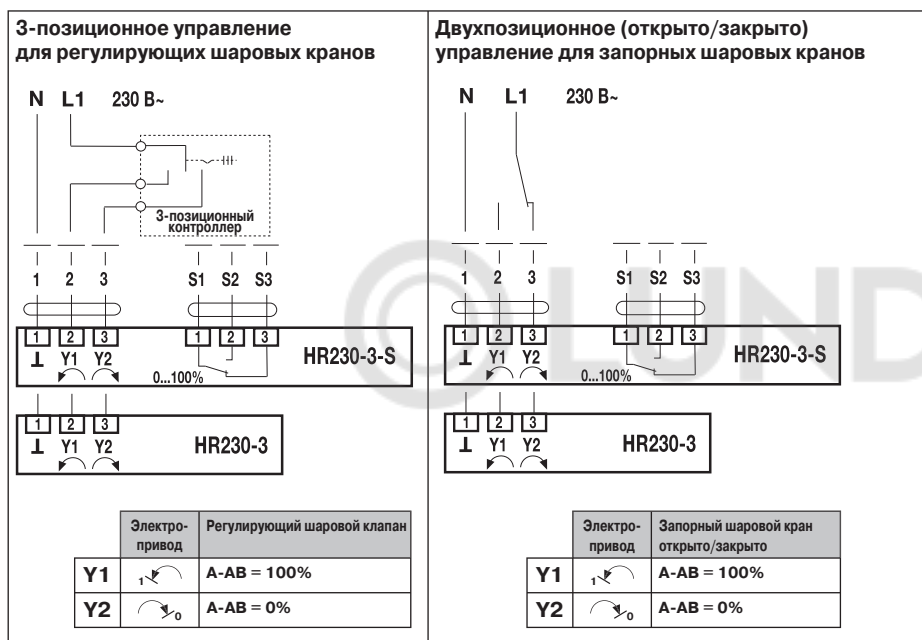 3-позиционное управление
для регулирующих шаровых кранов
N L1 230 В~
3-позиционный
контроллер
1 2 3 S1 S2 S3
1 2 3 1 2 3
⊥ Y1 Y2
0...100%
HR230-3-S
1 2 3
⊥ Y1 Y2
HR230-3
Электро-
привод
Регулирующий шаровой клапан
Y1 1 A-AB = 100%
Y2 0 A-AB = 0%
Двухпозиционное (открыто/закрыто)
управление для запорных шаровых кранов
N L1 230 В~
1 2 3 S1 S2 S3
1 2 3 1 2 3
⊥ Y1 Y2
0...100%
HR230-3-S
1 2 3
⊥ Y1 Y2
HR230-3
Электро-
привод
Запорный шаровой кран
открыто/закрыто
Y1 1 A-AB = 100%
Y2 0 A-AB = 0%
LUND